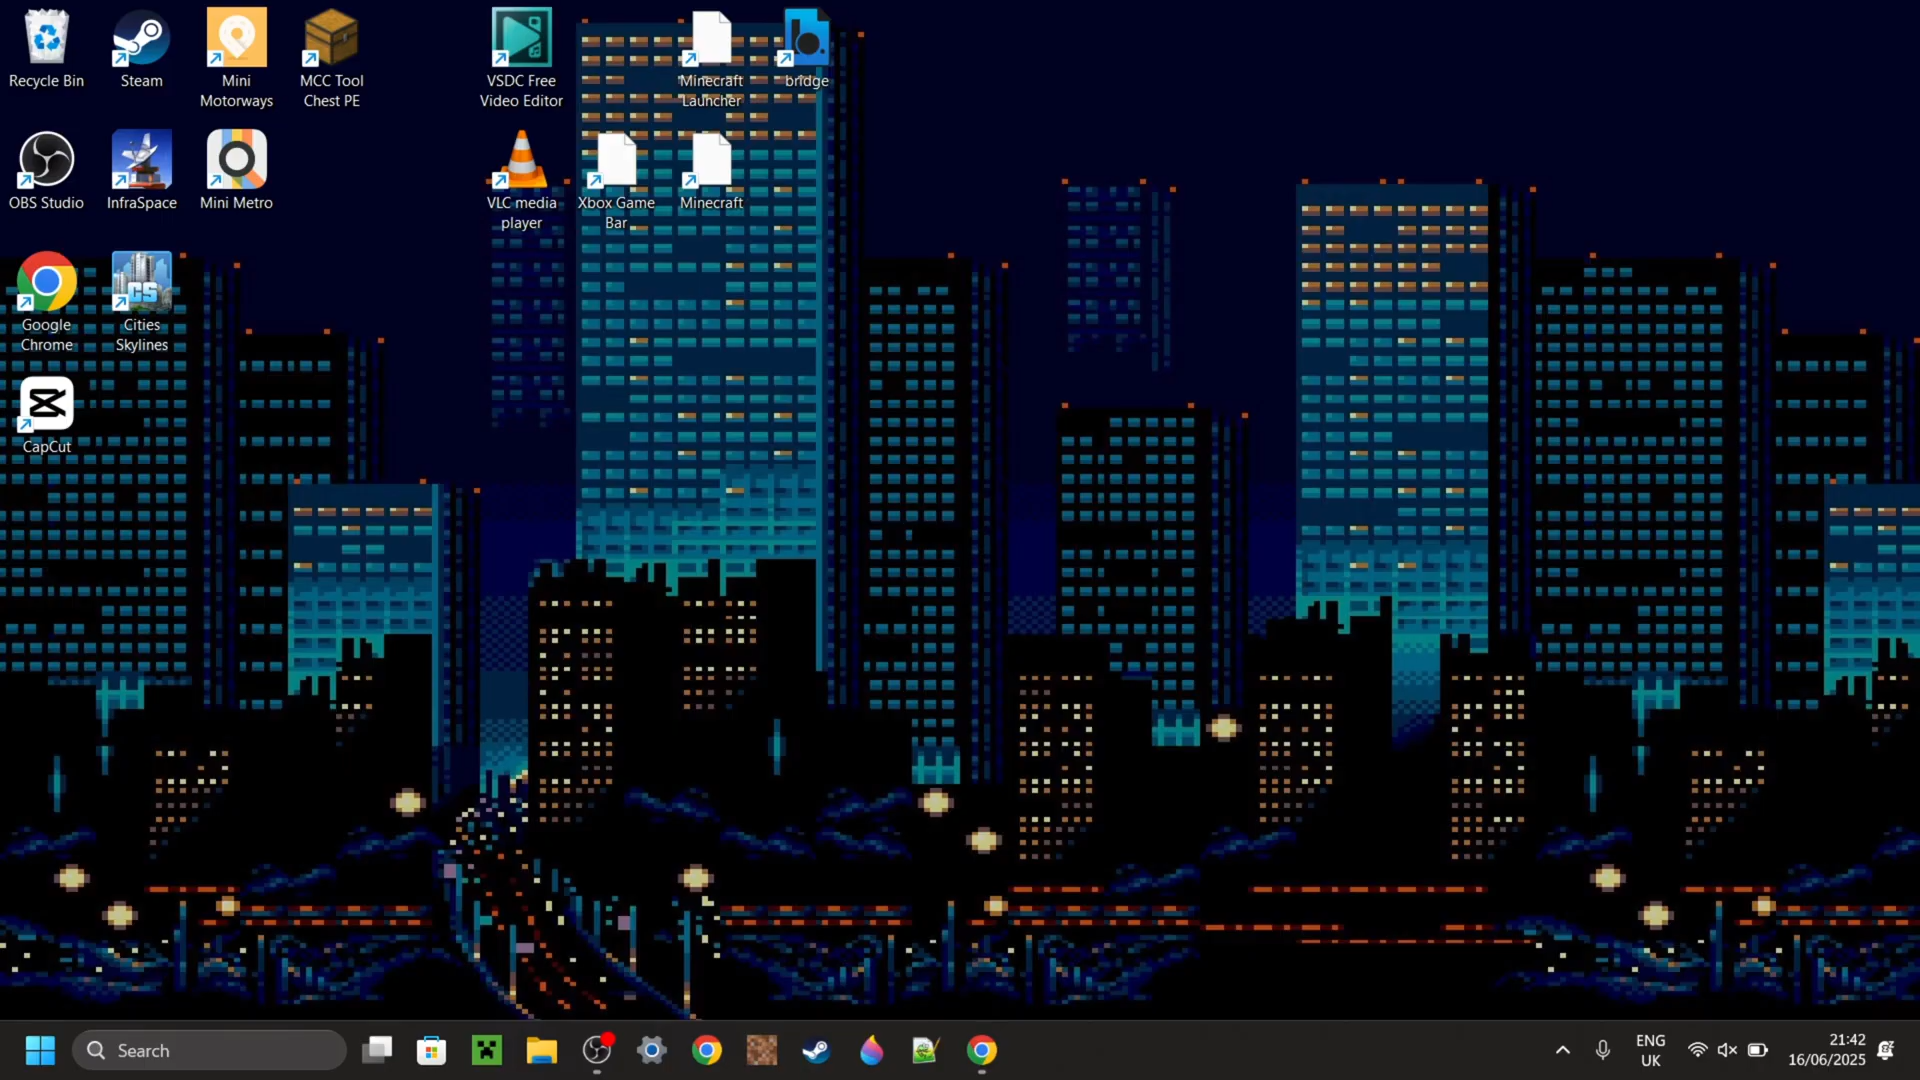 Recycle Bin
Steam
Mini
Motorways
MCC Tool
Chest PE
VSDC Free
Video Editor
Minecraft
Launcher
bridge
OBS Studio
InfraSpace
Mini Metro
VLC media
player
Xbox Game
Bar
Minecraft
Google
Chrome
CS
Cities
Skylines
CapCut
Search
ENG
UK
21:42
16/06/2025